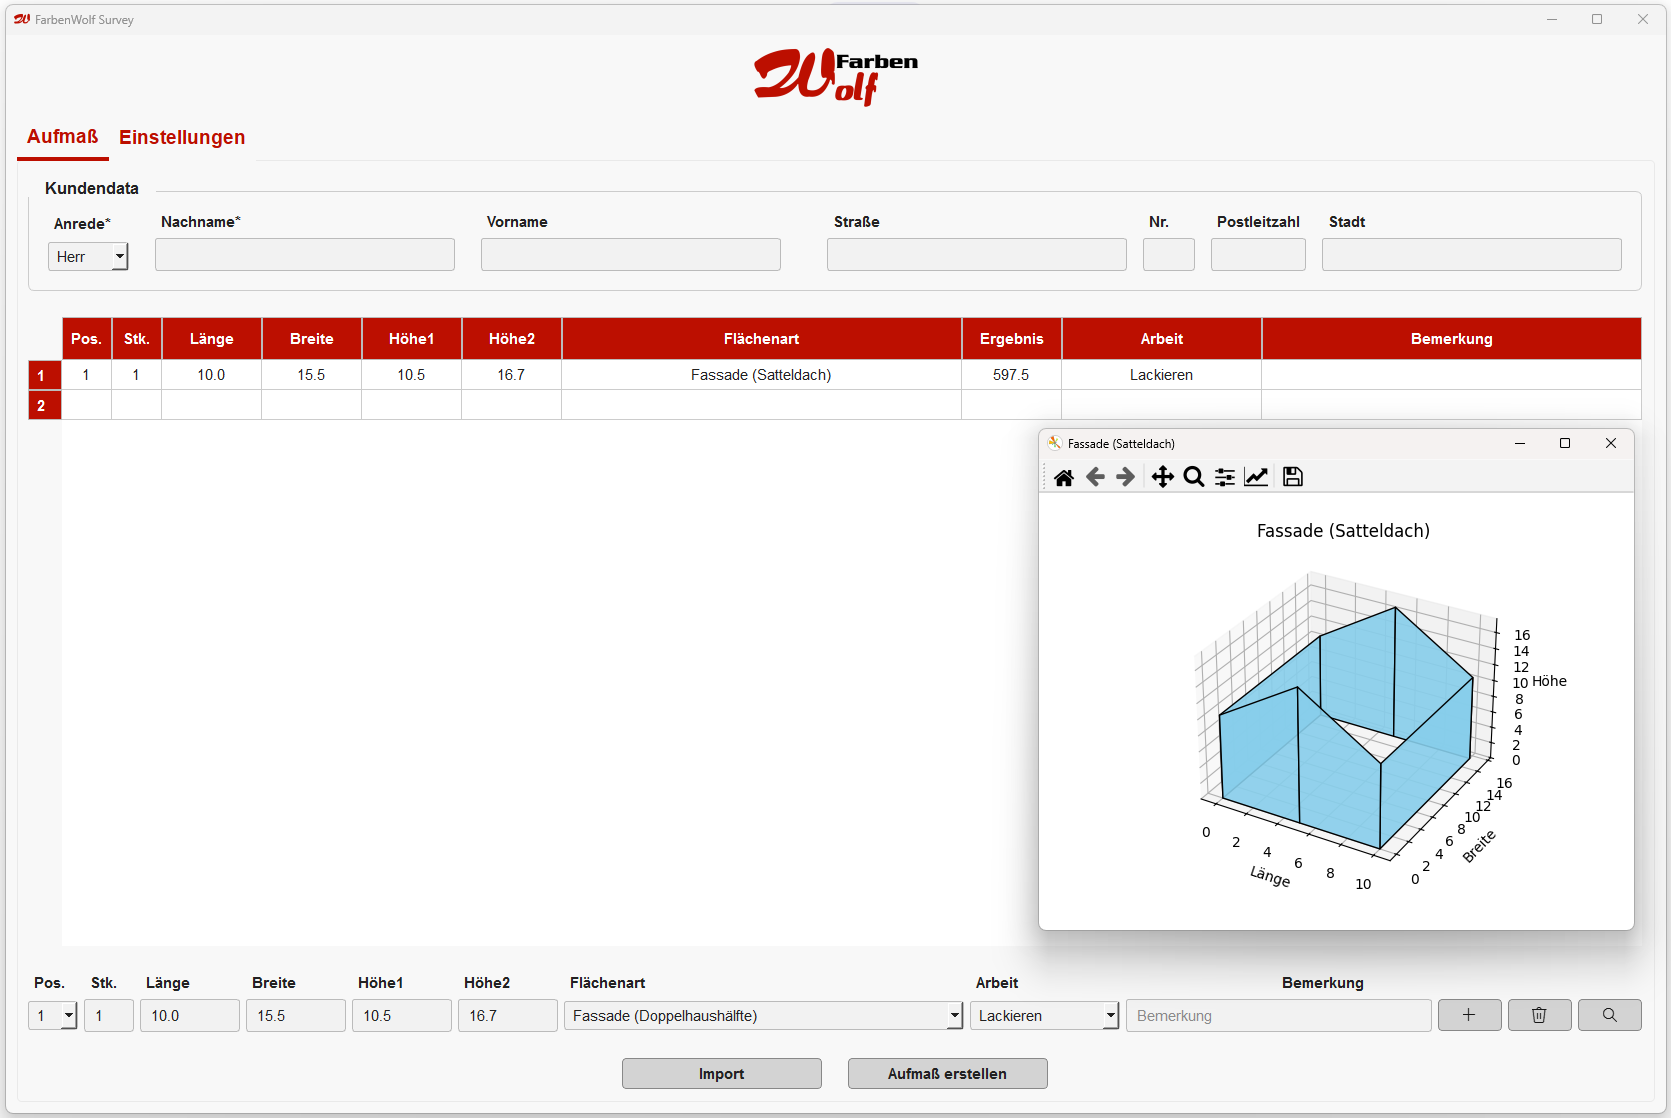 FarbenWolf Survey
Farben
Wolf
Aufmaß Einstellungen
Kundendata
Anrede* Nachname* Vorname Straße Nr. Postleitzahl Stadt
Herr
Pos. Stk. Länge Breite Höhe1 Höhe2 Flächenart Ergebnis Arbeit Bemerkung
1 1 1 10.0 15.5 10.5 16.7 Fassade (Satteldach) 597.5 Lackieren
2
Fassade (Satteldach)
Fassade (Satteldach)
16
14
12
10 Höhe
8
6
4
2
0
16
14
12
10
8
6
4
2
0
Breite
0
2
4
6
8
10
Länge
Pos. Stk. Länge Breite Höhe1 Höhe2 Flächenart Arbeit Bemerkung
1 1 10.0 15.5 10.5 16.7 Fassade (Doppelhaushälfte) Lackieren Bemerkung
Import Aufmaß erstellen